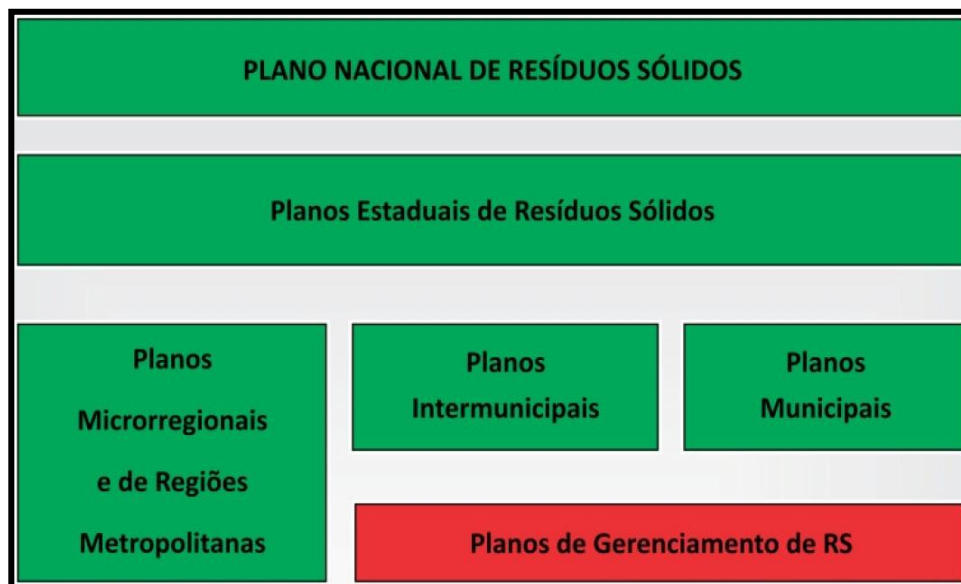 PLANO NACIONAL DE RESÍDUOS SÓLIDOS
Planos Estaduais de Resíduos Sólidos
Planos
Microrregionais
e de Regiões
Metropolitanas
Planos
Intermunicipais
Planos
Municipais
Planos de Gerenciamento de RS